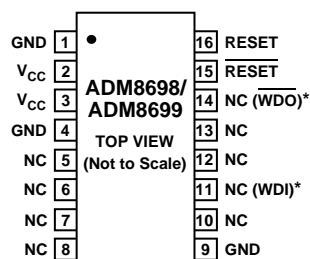 GND 1
V_CC 2
V_CC 3
GND 4
NC 5
NC 6
NC 7
NC 8
ADM8698/
ADM8699
TOP VIEW
(Not to Scale)
16 RESET
15 R̅E̅S̅E̅T̅
14 NC (W̅D̅O̅)*
13 NC
12 NC
11 NC (WDI)*
10 NC
9 GND